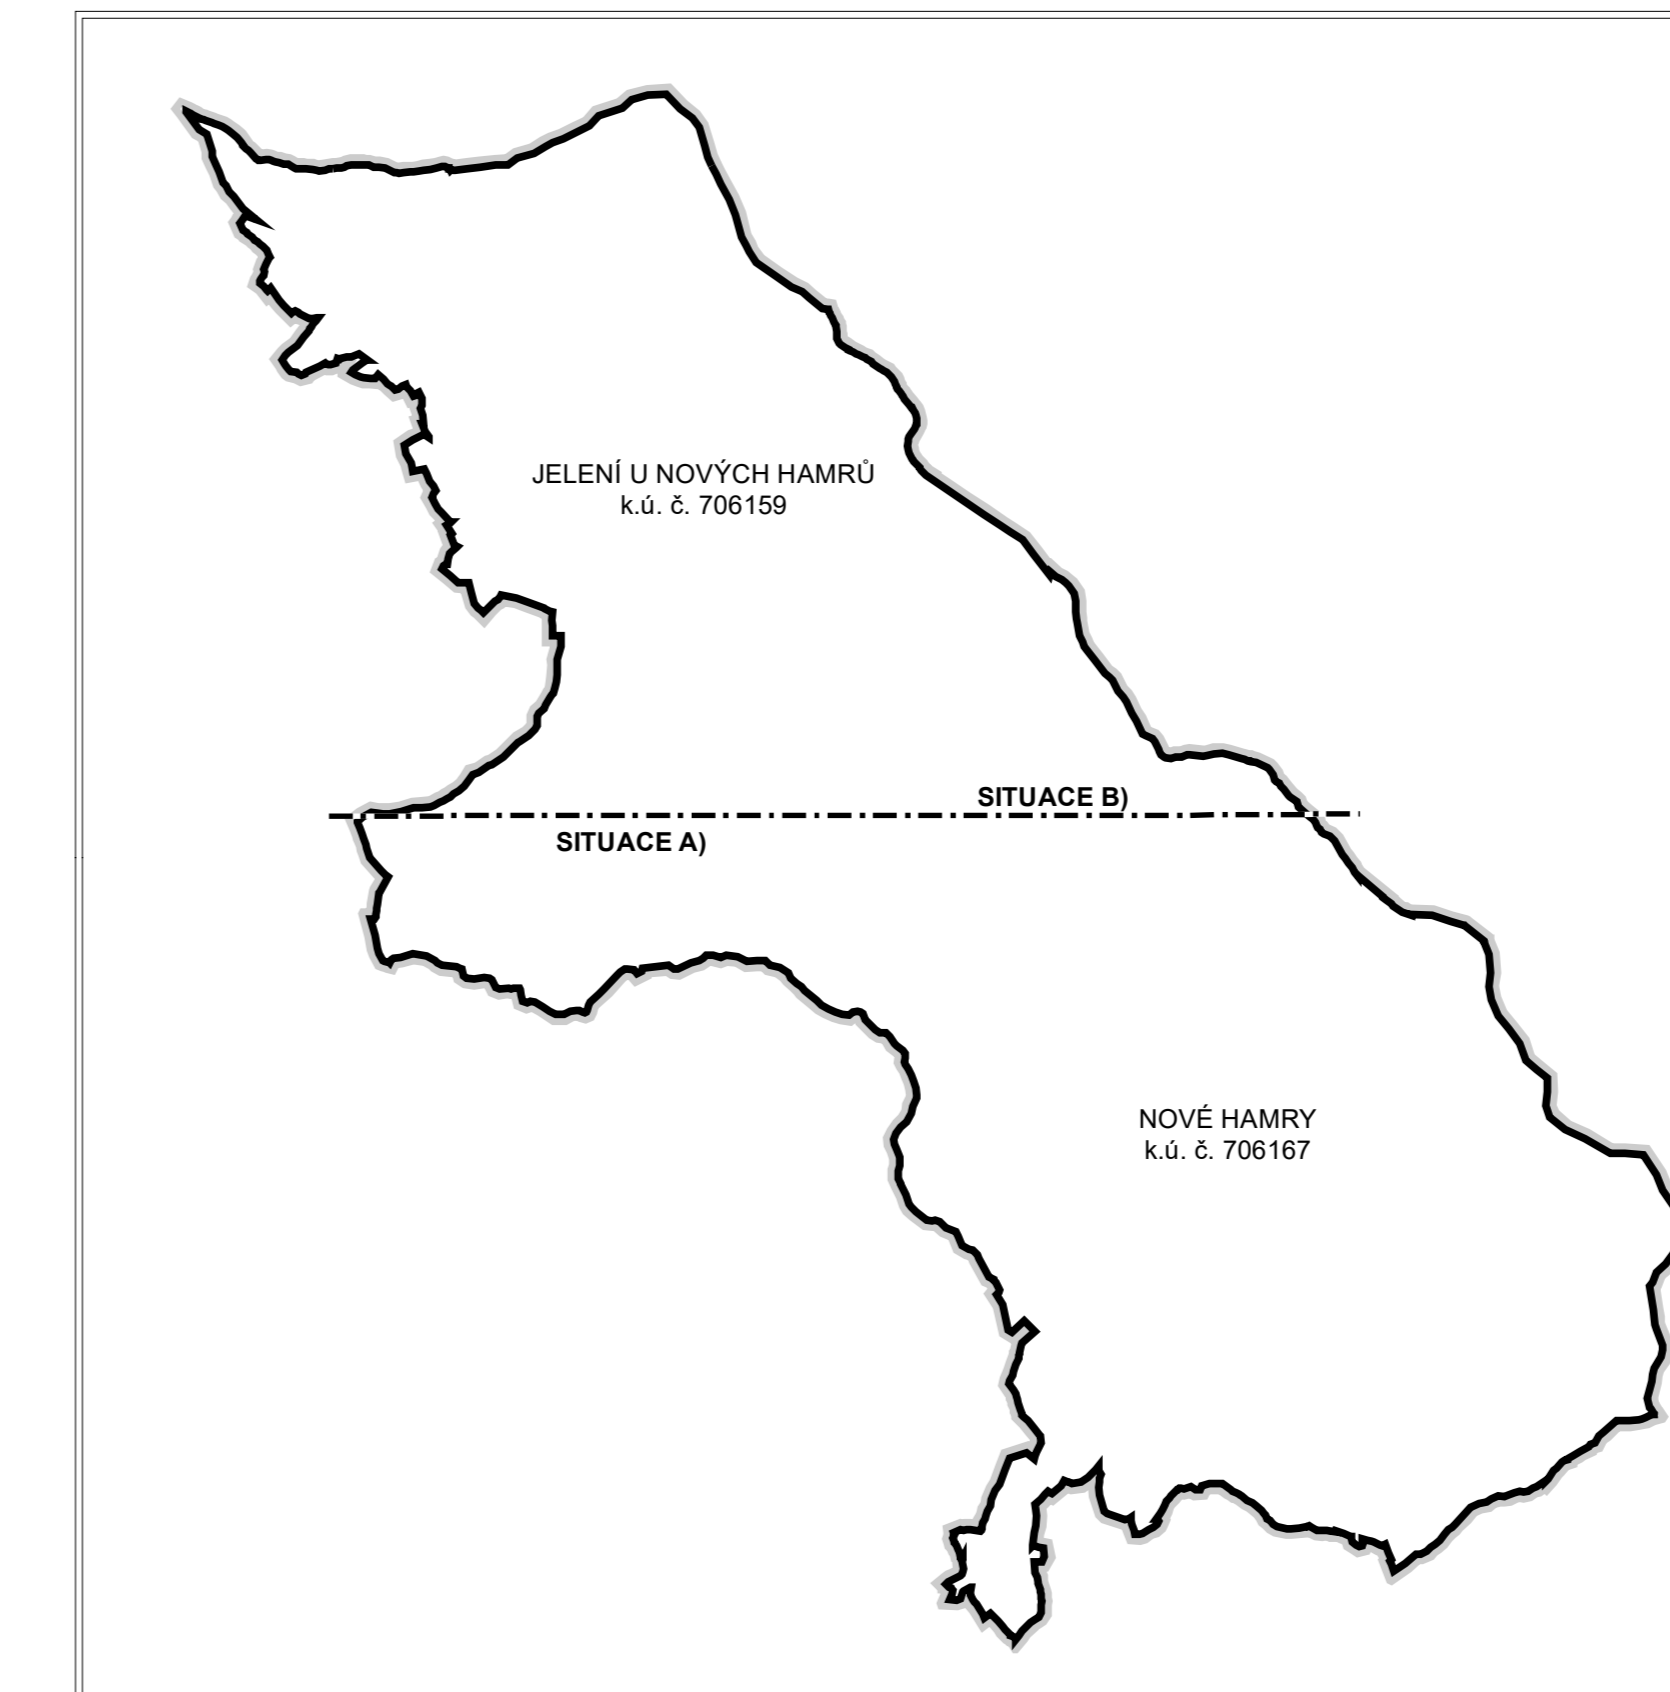 JELENÍ U NOVÝCH HAMRŮ
k.ú. č. 706159
SITUACE B)
SITUACE A)
NOVÉ HAMRY
k.ú. č. 706167